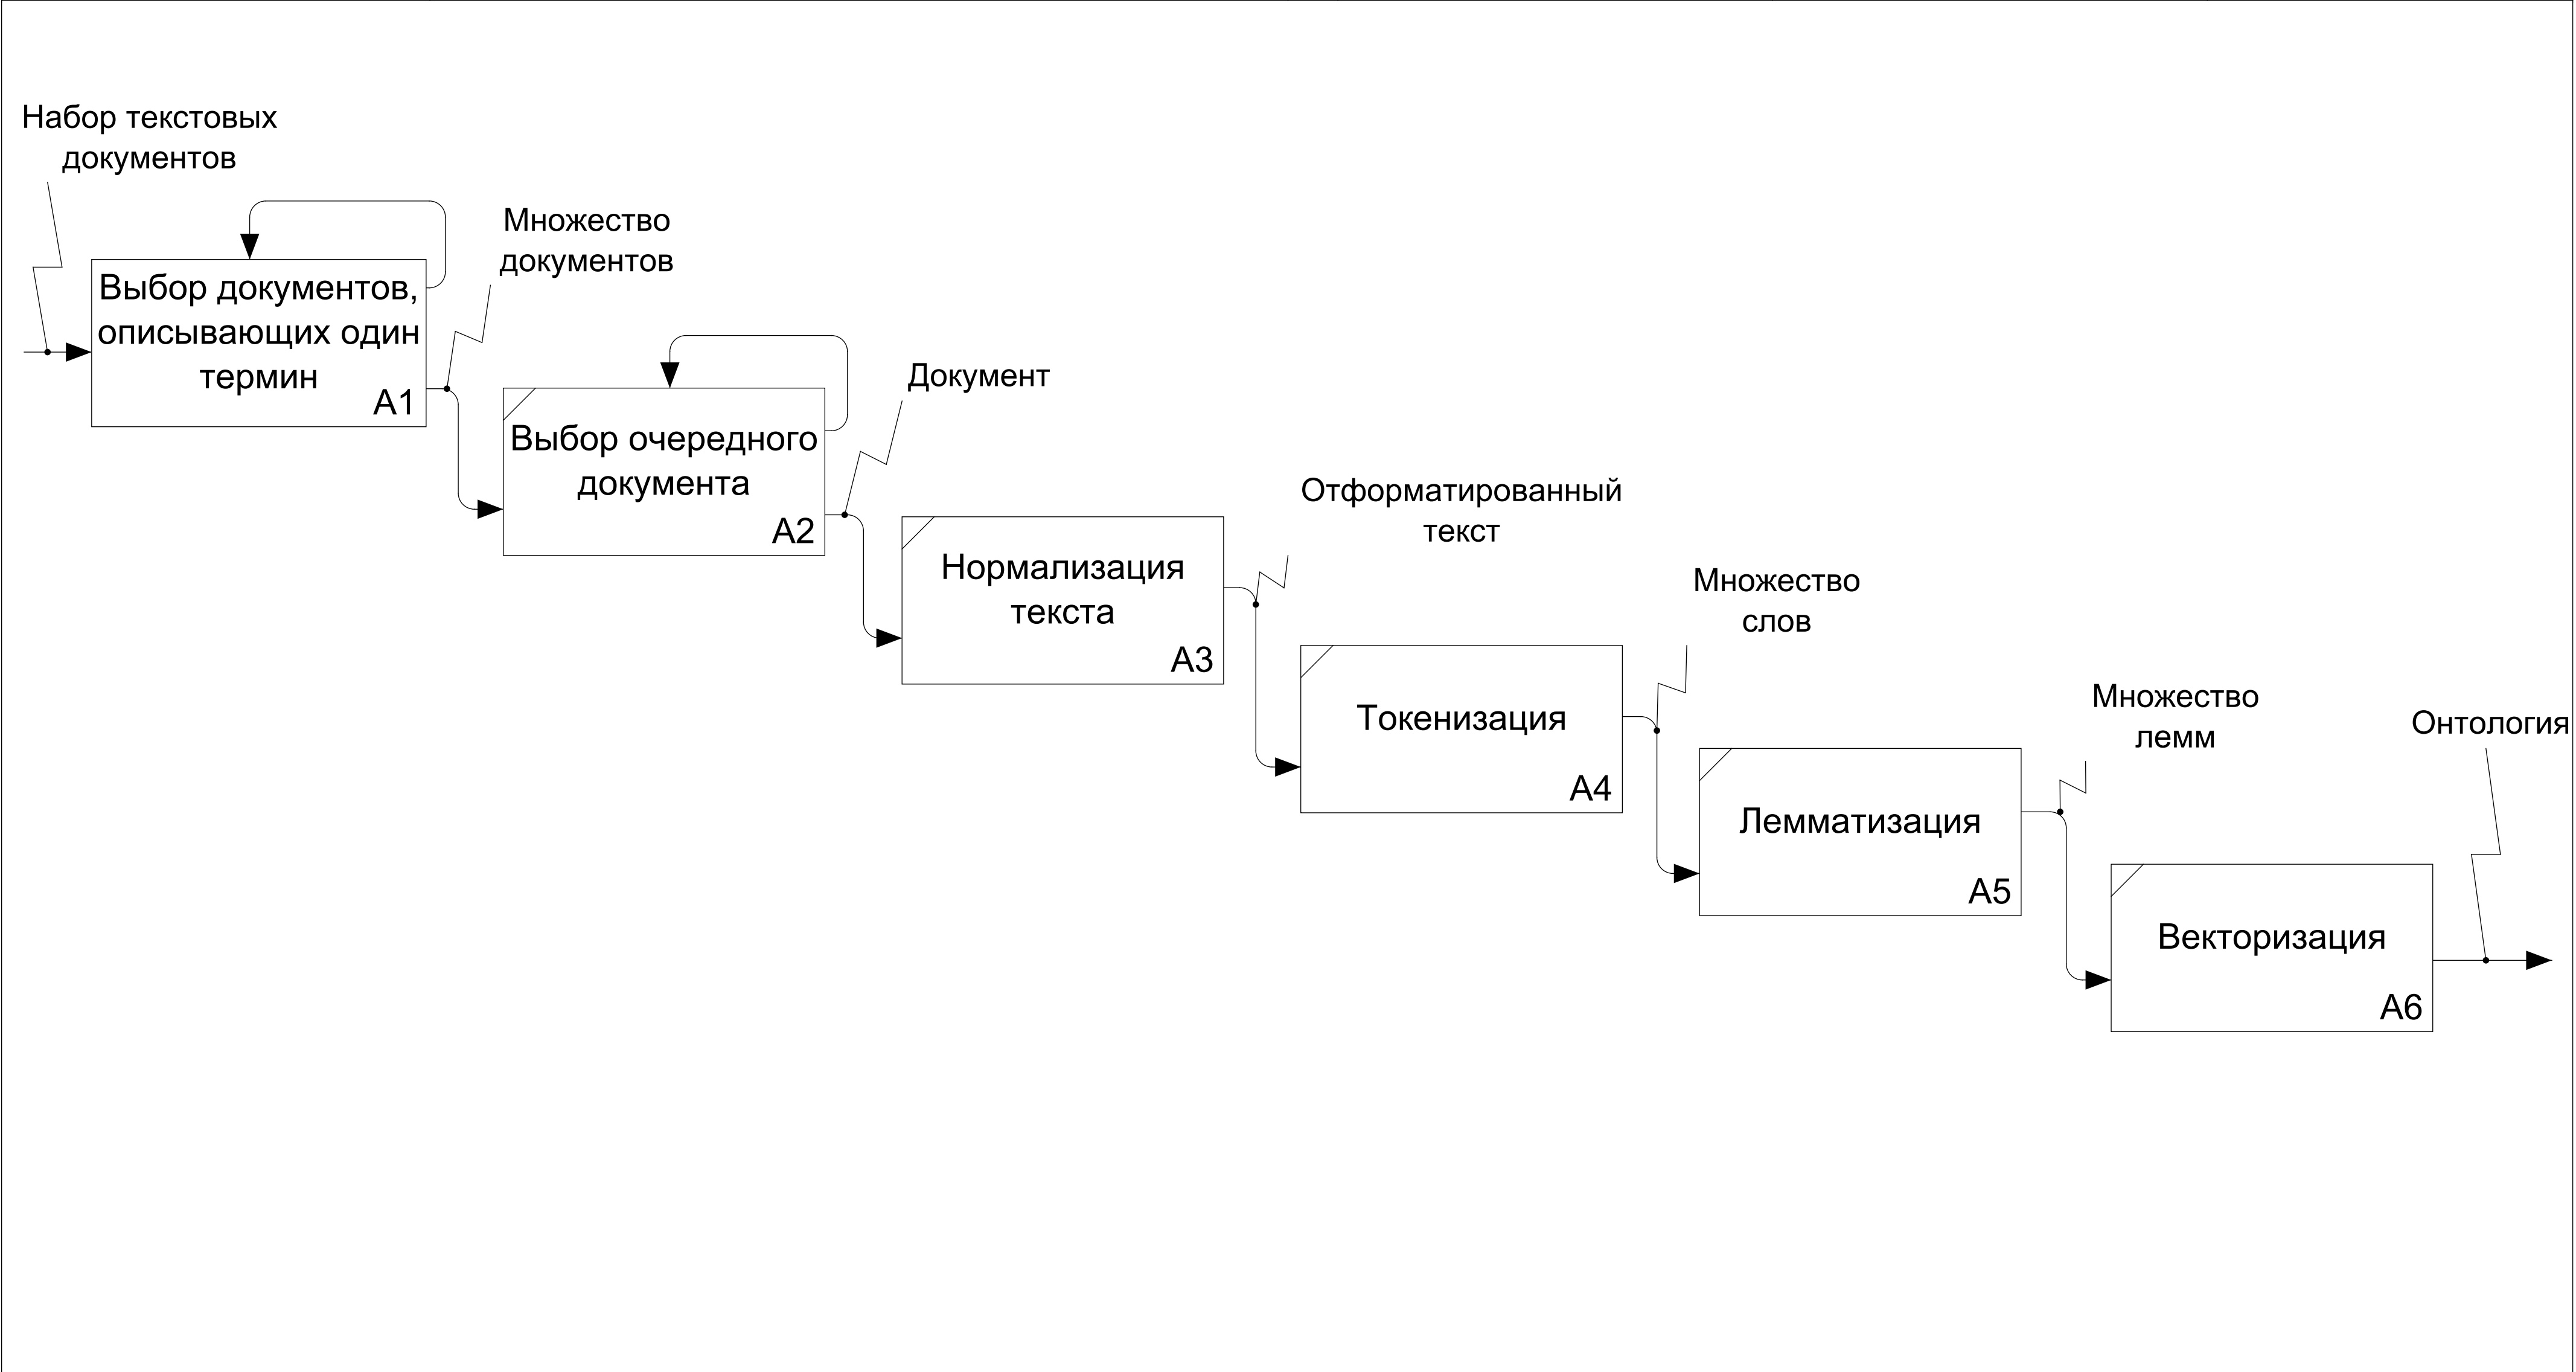 Набор текстовых
документов
Выбор документов,
описывающих один
термин
A1
Множество
документов
Выбор очередного
документа
A2
Документ
Нормализация
текста
A3
Отформатированный
текст
Токенизация
A4
Множество
слов
Лемматизация
A5
Множество
лемм
Векторизация
A6
Онтология